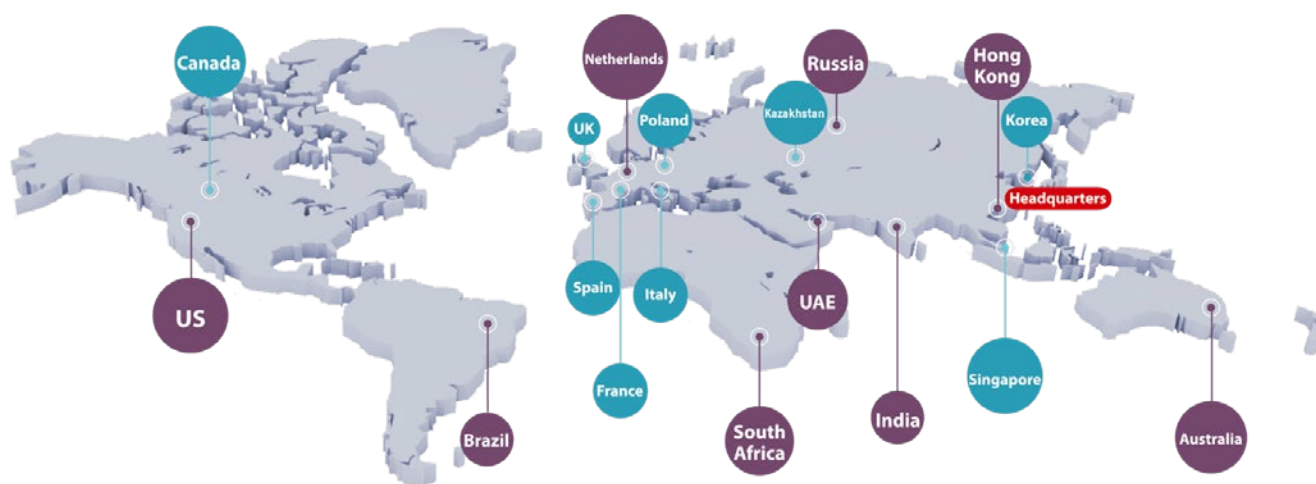 Canada
US
Brazil
Netherlands
UK
Poland
Spain
France
Italy
Kazakhstan
Russia
UAE
South
Africa
India
Hong
Kong
Korea
Headquarters
Singapore
Australia